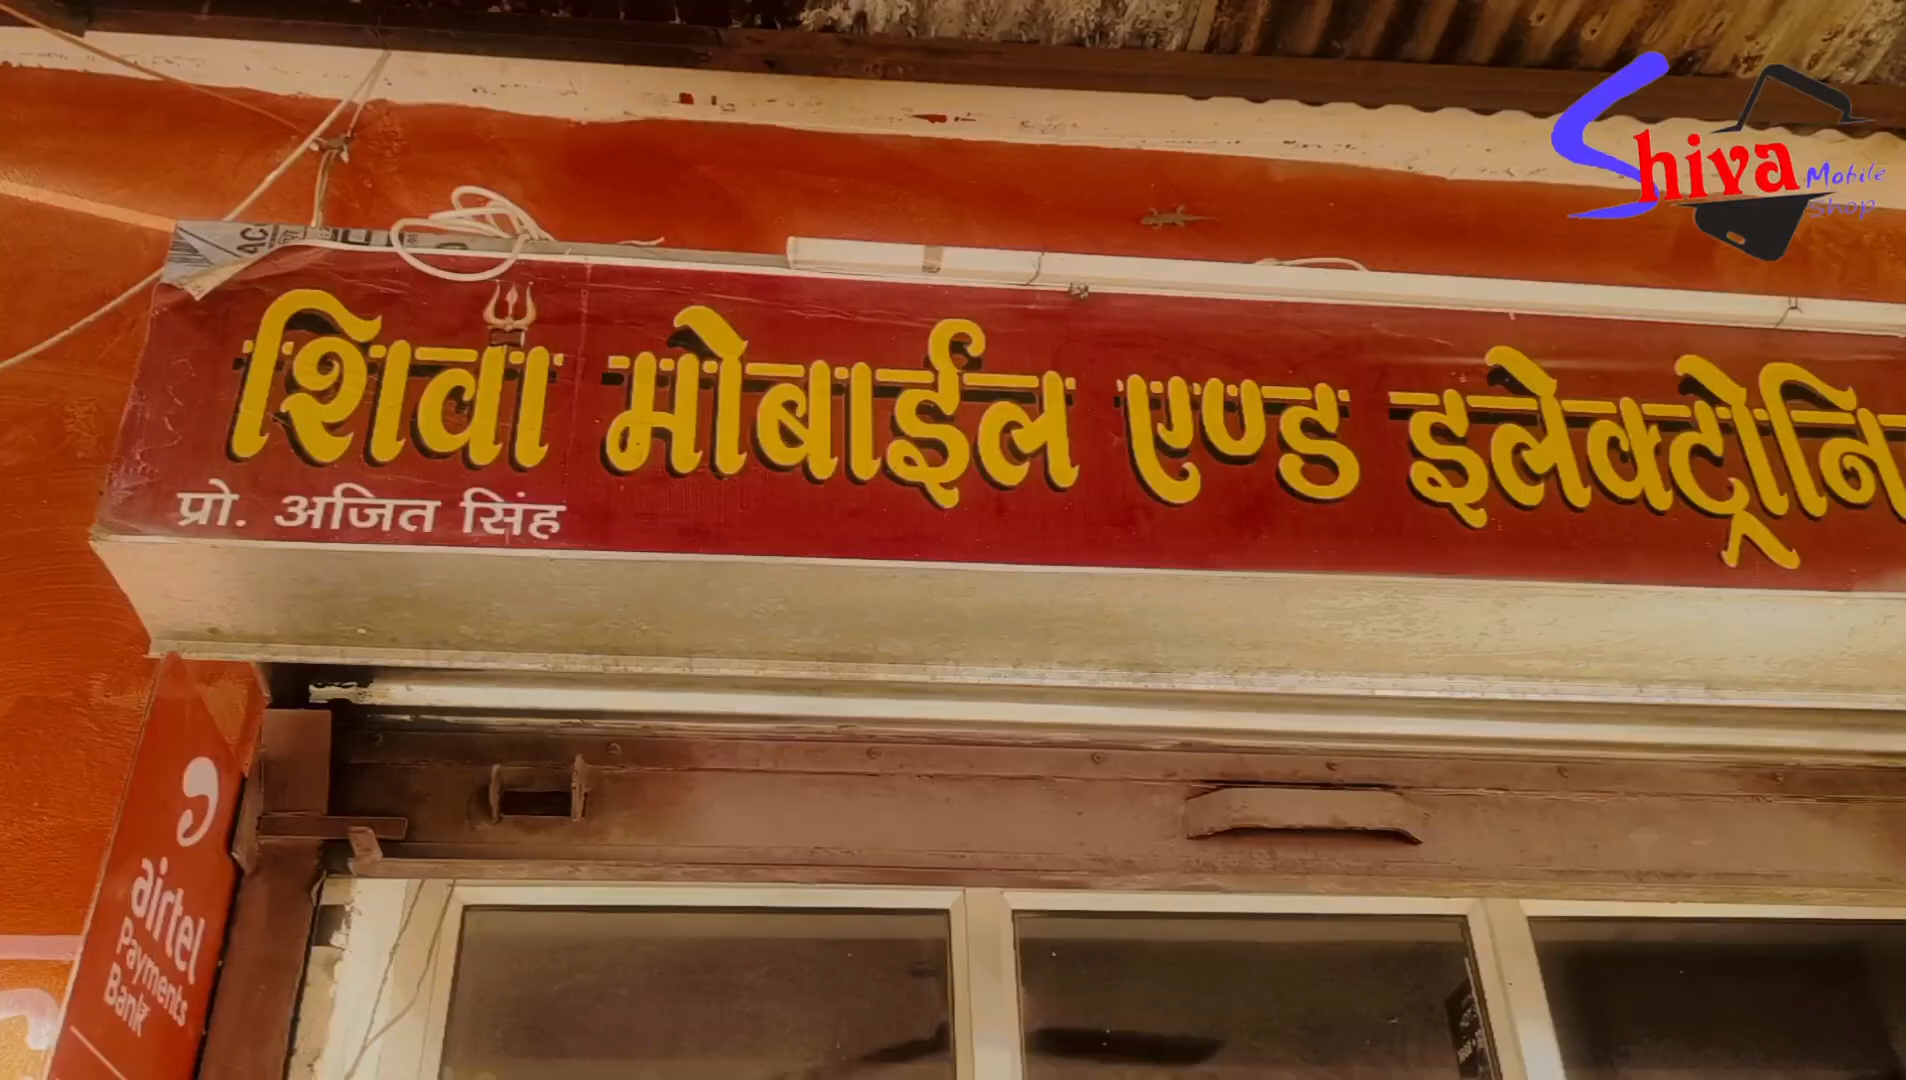 Shiva
Mobile
Shop
शिवा मोबाईल एण्ड इलेक्ट्रोनि
प्रो. अजित सिंह
airtel
Payments
Bank